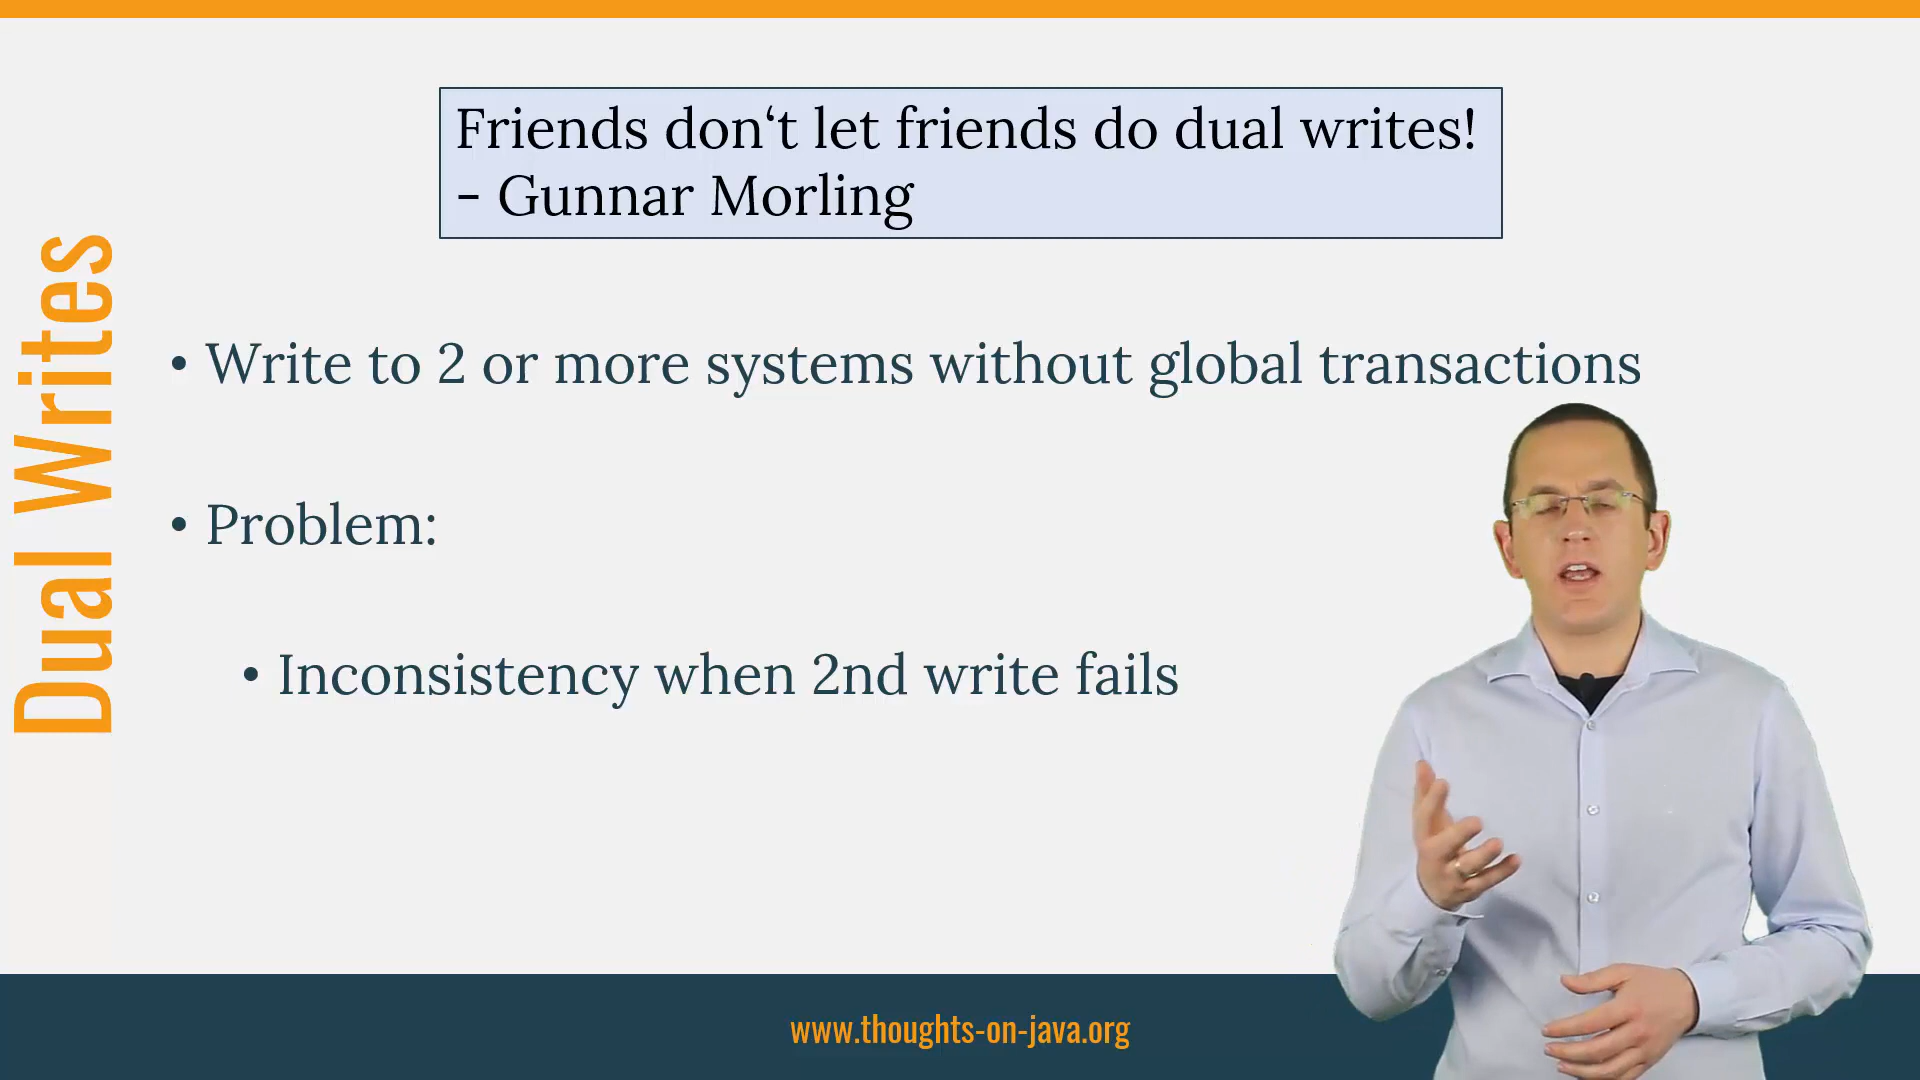 Dual Writes
Friends don‘t let friends do dual writes!
- Gunnar Morling
• Write to 2 or more systems without global transactions
• Problem:
• Inconsistency when 2nd write fails
www.thoughts-on-java.org